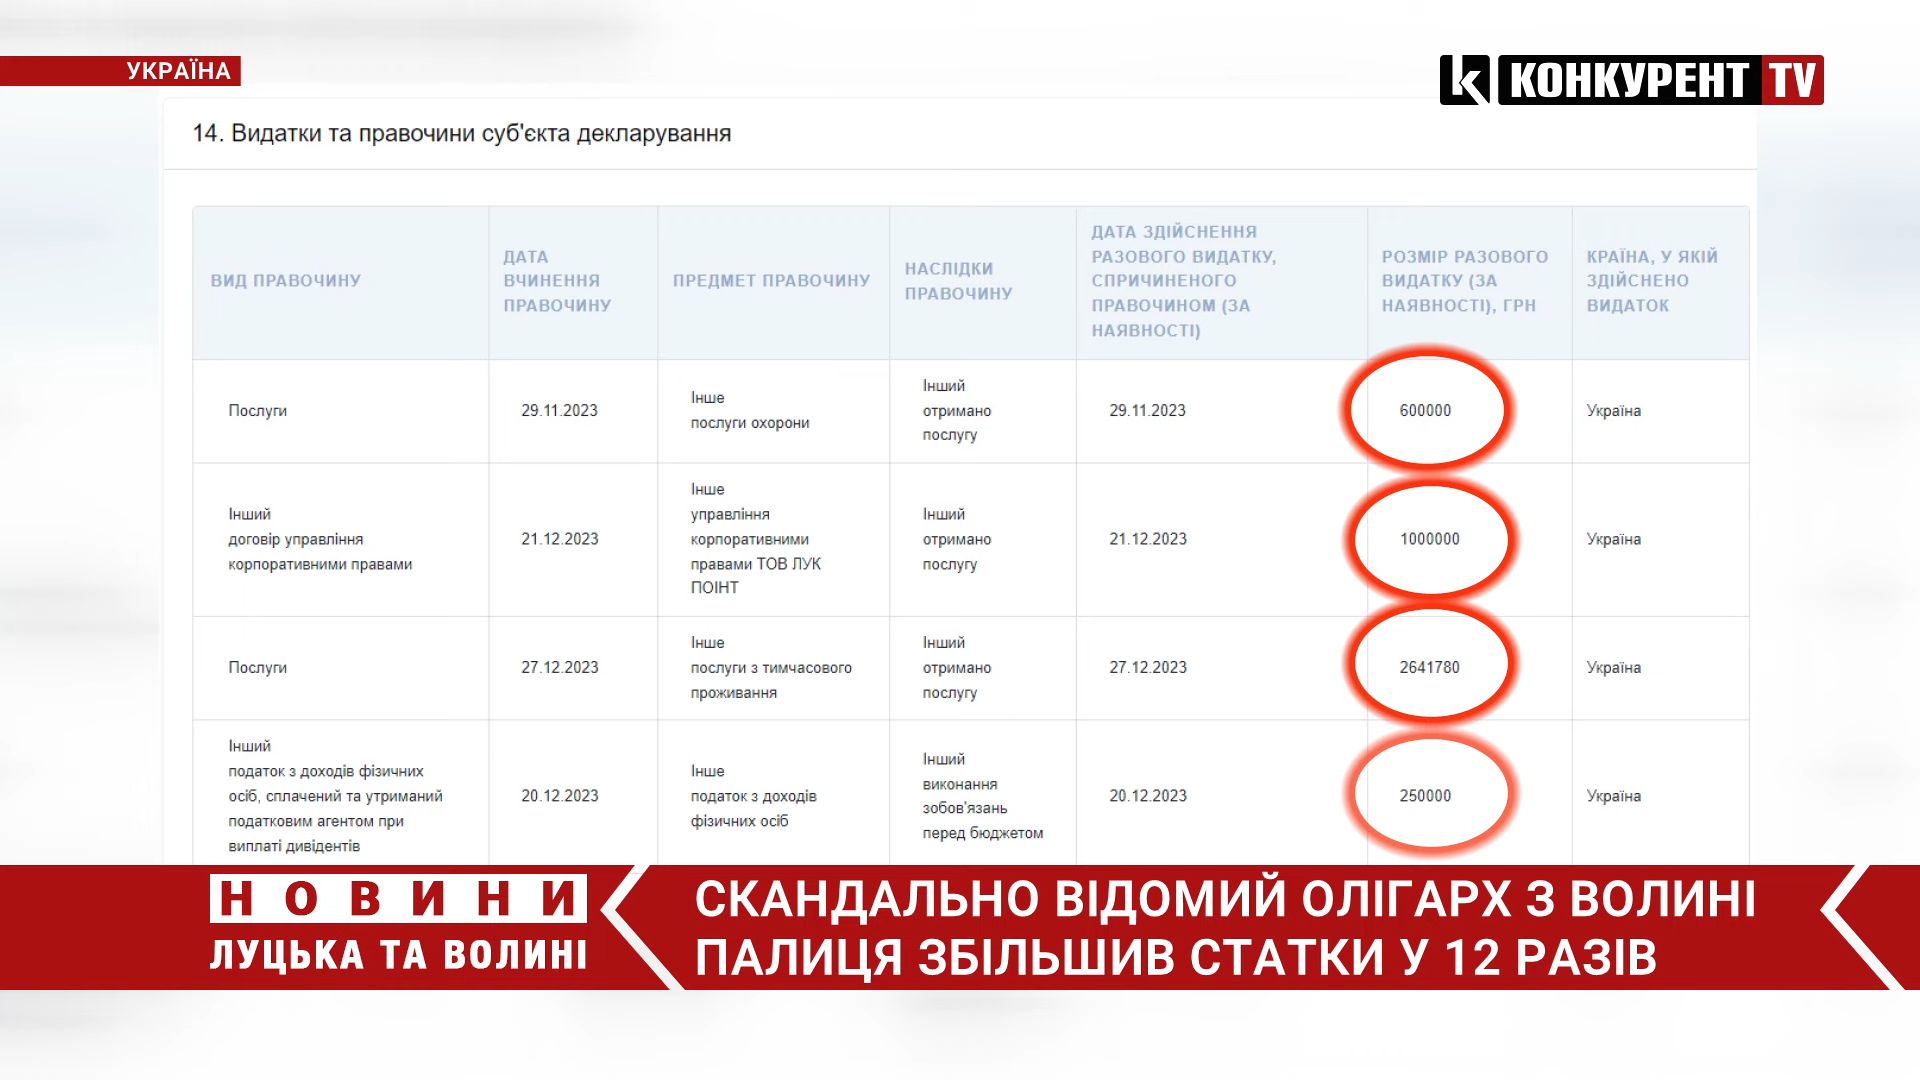 УКРАЇНА
КОНКУРЕНТ TV
14. Видатки та правочини суб'єкта декларування
ВИД ПРАВОЧИНУ
ДАТА
ВЧИНЕННЯ
ПРАВОЧИНУ
ПРЕДМЕТ ПРАВОЧИНУ
НАСЛІДКИ
ПРАВОЧИНУ
ДАТА ЗДІЙСНЕННЯ
РАЗОВОГО ВИДАТКУ,
СПРИЧИНЕНОГО
ПРАВОЧИНОМ (ЗА
НАЯВНОСТІ)
РОЗМІР РАЗОВОГО
ВИДАТКУ (ЗА
НАЯВНОСТІ), ГРН
КРАЇНА, У ЯКІЙ
ЗДІЙСНЕНО
ВИДАТОК
Послуги
29.11.2023
Інше
послуги охорони
Інший
отримано
послугу
29.11.2023
600000
Україна
Інший
договір управління
корпоративними правами
21.12.2023
Інше
управління
корпоративними
правами ТОВ ЛУК
ПОІНТ
Інший
отримано
послугу
21.12.2023
1000000
Україна
Послуги
27.12.2023
Інше
послуги з тимчасового
проживання
Інший
отримано
послугу
27.12.2023
2641780
Україна
Інший
податок з доходів фізичних
осіб, сплачений та утриманий
податковим агентом при
виплаті дивідентів
20.12.2023
Інше
податок з доходів
фізичних осіб
Інший
виконання
зобов'язань
перед бюджетом
20.12.2023
250000
Україна
НОВИНИ
ЛУЦЬКА ТА ВОЛИНІ
СКАНДАЛЬНО ВІДОМИЙ ОЛІГАРХ З ВОЛИНІ
ПАЛИЦЯ ЗБІЛЬШИВ СТАТКИ У 12 РАЗІВ